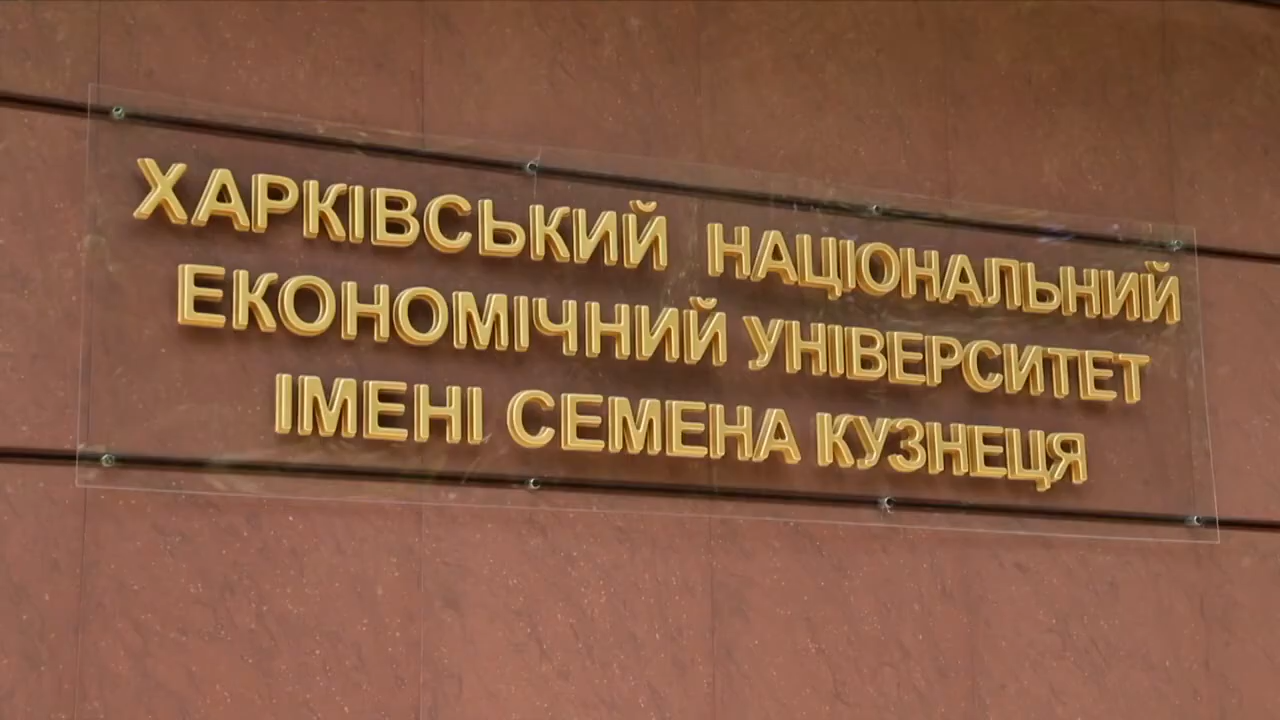 ХАРКІВСЬКИЙ НАЦІОНАЛЬНИЙ
ЕКОНОМІЧНИЙ УНІВЕРСИТЕТ
ІМЕНІ СЕМЕНА КУЗНЕЦЯ